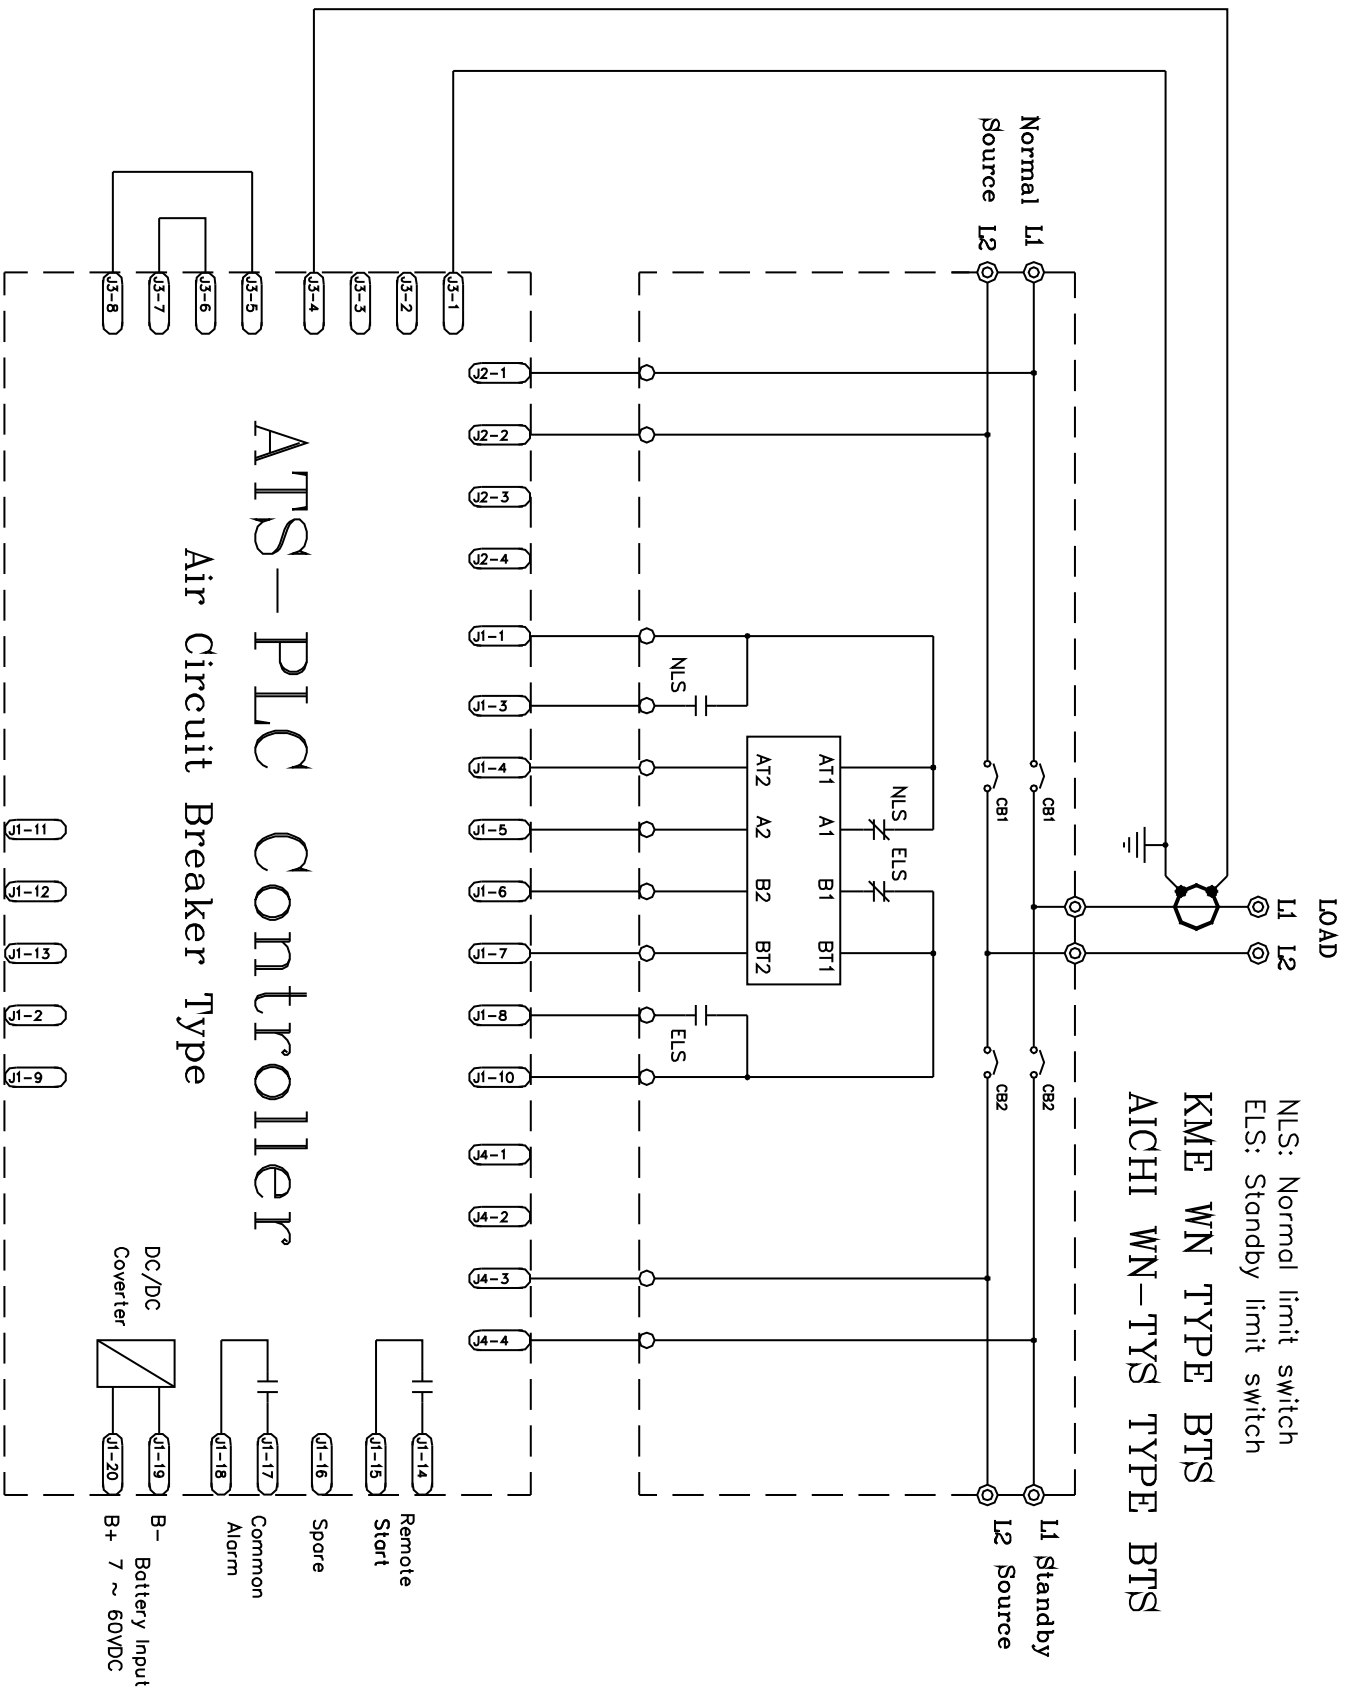 LOAD
L1
L2
NLS: Normal limit switch
ELS: Standby limit switch
KME WN TYPE BTS
AICHI WN-TYS TYPE BTS
Normal L1
Source L2
L1 Standby
L2 Source
CB1
CB1
CB2
CB2
NLS
ELS
AT1
A1
B1
BT1
AT2
A2
B2
BT2
NLS
ELS
J2-1
J2-2
J2-3
J2-4
J1-1
J1-3
J1-4
J1-5
J1-6
J1-7
J1-8
J1-10
J4-1
J4-2
J4-3
J4-4
J3-1
J3-2
J3-3
J3-4
J3-5
J3-6
J3-7
J3-8
ATS-PLC Controller
Air Circuit Breaker Type
J1-14
J1-15
J1-16
J1-17
J1-18
J1-19
J1-20
Remote
Start
Spare
Common
Alarm
DC/DC
Coverter
B- Battery Input
B+ 7 ~ 60VDC
J1-11
J1-12
J1-13
J1-2
J1-9